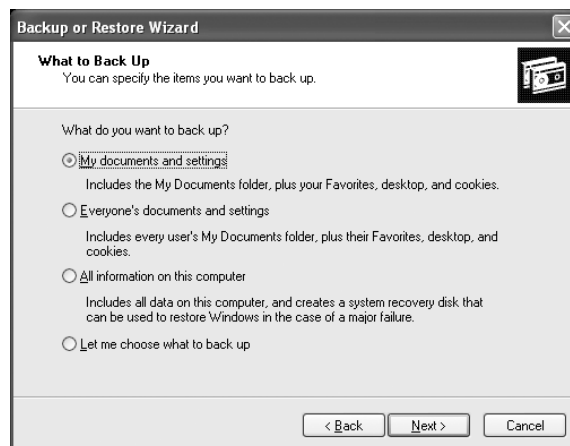 Backup or Restore Wizard
What to Back Up
You can specify the items you want to back up.
What do you want to back up?
My documents and settings
Includes the My Documents folder, plus your Favorites, desktop, and cookies.
Everyone's documents and settings
Includes every user's My Documents folder, plus their Favorites, desktop, and
cookies.
All information on this computer
Includes all data on this computer, and creates a system recovery disk that
can be used to restore Windows in the case of a major failure.
Let me choose what to back up
< Back Next > Cancel